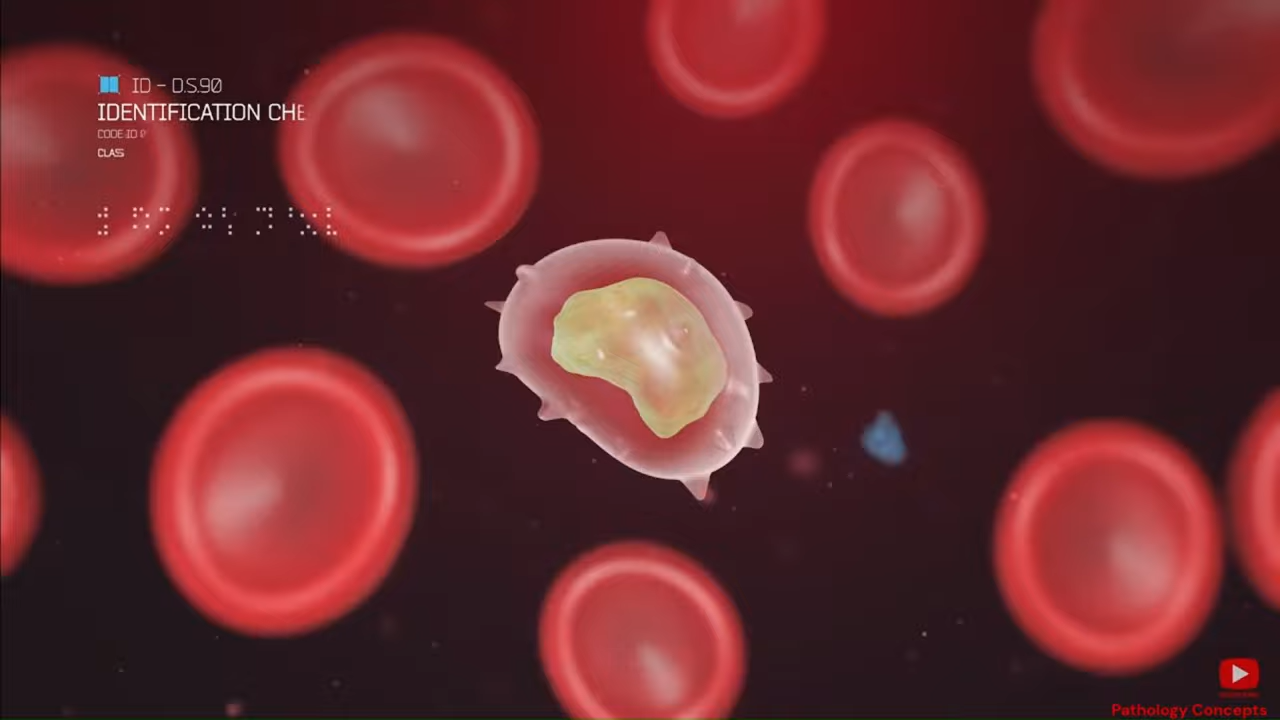 ID - D.S.90
IDENTIFICATION CHE
CODE ID
CLAS
Pathology Concepts